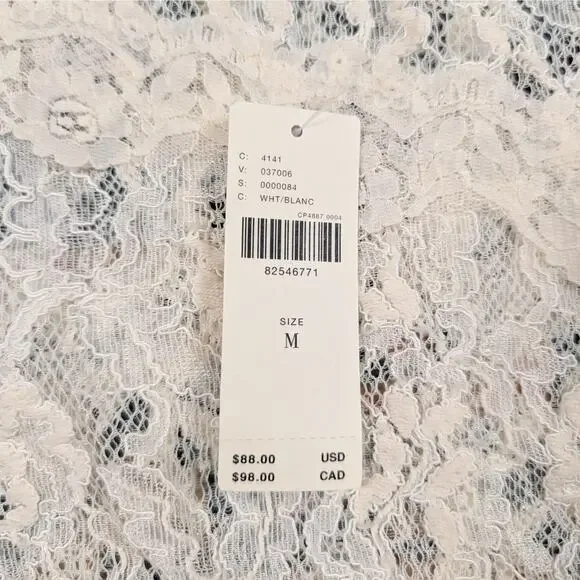 C: 4141
V: 037006
S: 0000084
C: WHT/BLANC
CP4887 0004
82546771
SIZE
M
$88.00 USD
$98.00 CAD